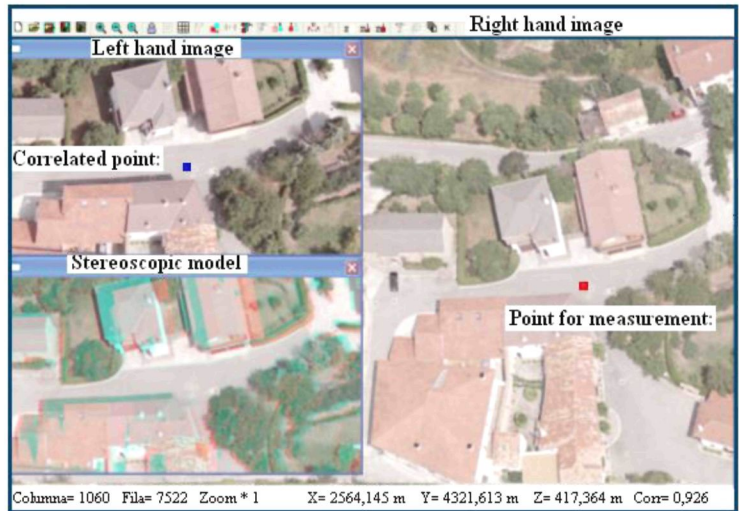 Right hand image
Left hand image
Correlated point:
Stereoscopic model
Point for measurement:
Columna= 1060 Fila= 7522 Zoom * 1 X= 2564,145 m Y= 4321,613 m Z= 417,364 m Corr= 0,926